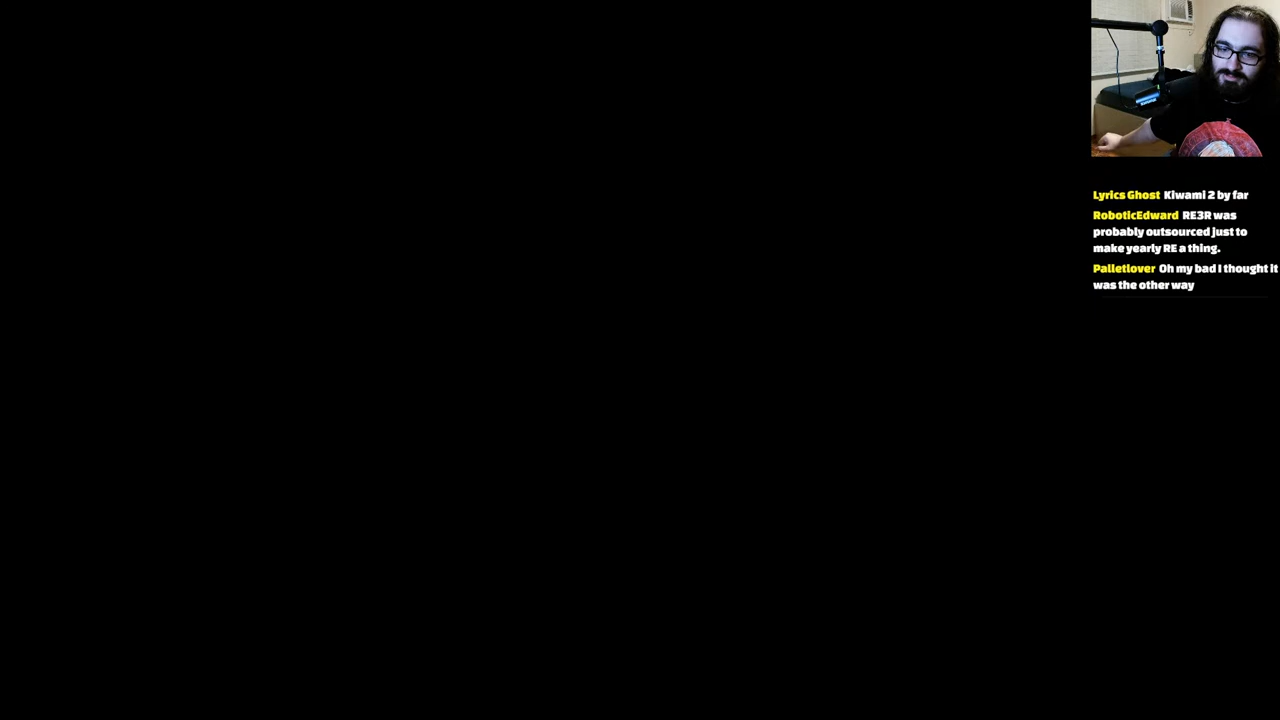 Lyrics Ghost Kiwami 2 by far
RoboticEdward RE3R was
probably outsourced just to
make yearly RE a thing.
Palletlover Oh my bad I thought it
was the other way